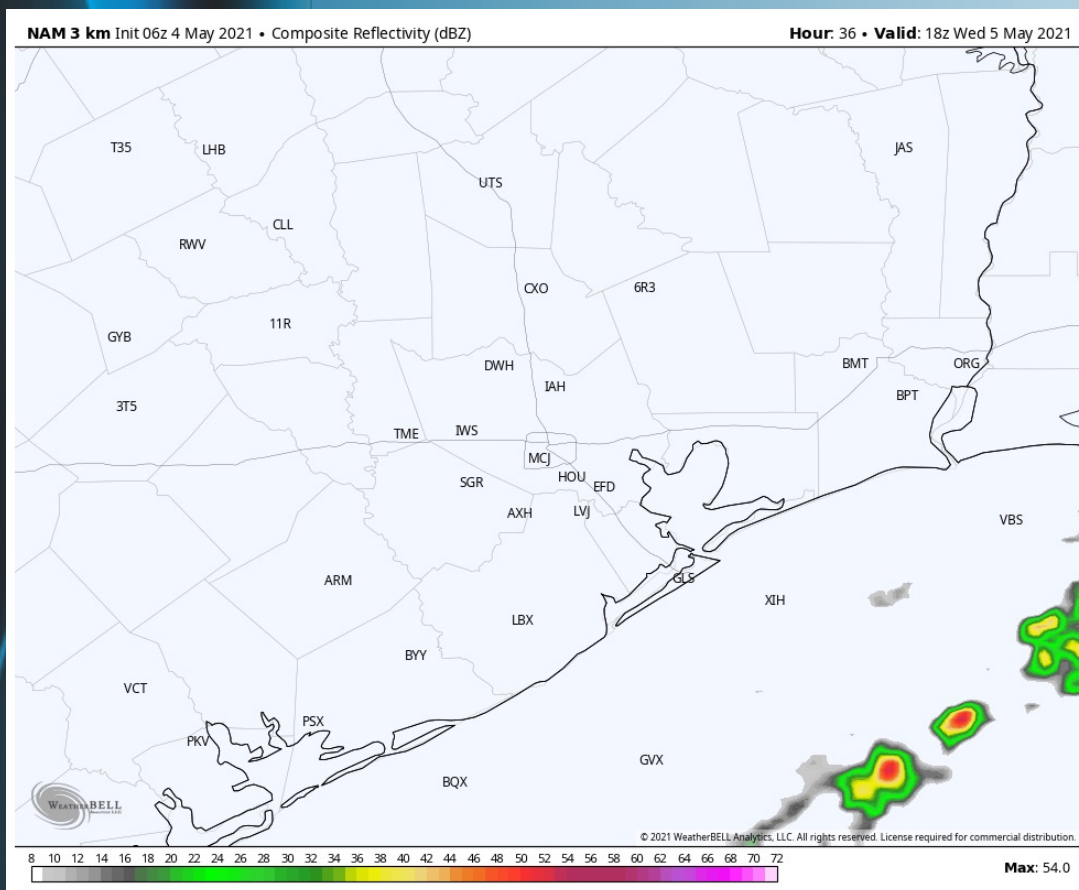 NAM 3 km Init 06z 4 May 2021 • Composite Reflectivity (dBZ) Hour: 36 • Valid: 18z Wed 5 May 2021
T35
LHB
JAS
UTS
CLL
RWV
CXO
6R3
11R
GYB
DWH
BMT
ORG
IAH
BPT
3T5
TME
IWS
MCJ
HOU
SGR
EFD
AXH
LVJ
VBS
ARM
GLS
XIH
LBX
BYY
VCT
PSX
PKV
GVX
BQX
WEATHERBELL
© 2021 WeatherBELL Analytics, LLC. All rights reserved. License required for commercial distribution.
8 10 12 14 16 18 20 22 24 26 28 30 32 34 36 38 40 42 44 46 48 50 52 54 56 58 60 62 64 66 68 70 72
Max: 54.0